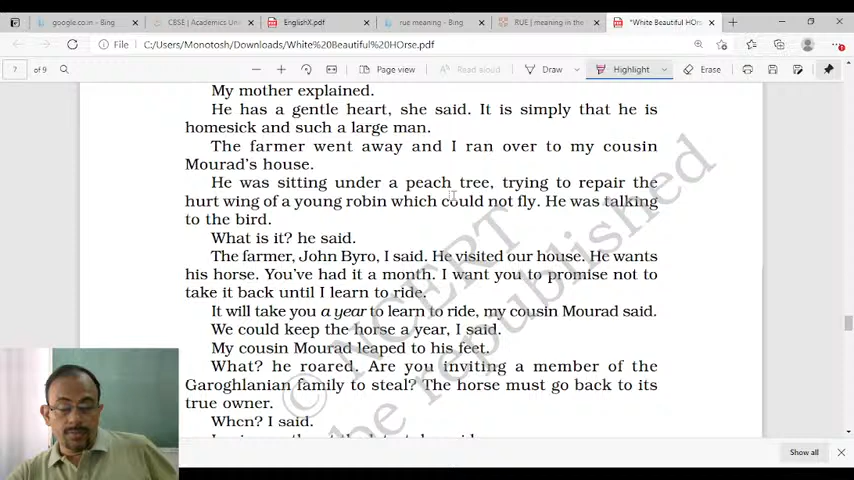 google.co.in - Bing
CBSE | Academics Uni
EnglishX.pdf
rue meaning - Bing
RUE | meaning in the
*White Beautiful HOrs
File
C:/Users/Monotosh/Downloads/White%20Beautiful%20HOrse.pdf
7 of 9
Page view
Read aloud
Draw
Highlight
Erase
My mother explained.
He has a gentle heart, she said. It is simply that he is
homesick and such a large man.
The farmer went away and I ran over to my cousin
Mourad's house.
He was sitting under a peach tree, trying to repair the
hurt wing of a young robin which could not fly. He was talking
to the bird.
What is it? he said.
The farmer, John Byro, I said. He visited our house. He wants
his horse. You've had it a month. I want you to promise not to
take it back until I learn to ride.
It will take you a year to learn to ride, my cousin Mourad said.
We could keep the horse a year, I said.
My cousin Mourad leaped to his feet.
What? he roared. Are you inviting a member of the
Garoghlanian family to steal? The horse must go back to its
true owner.
When? I said.
© NCERT
be republished
Show all